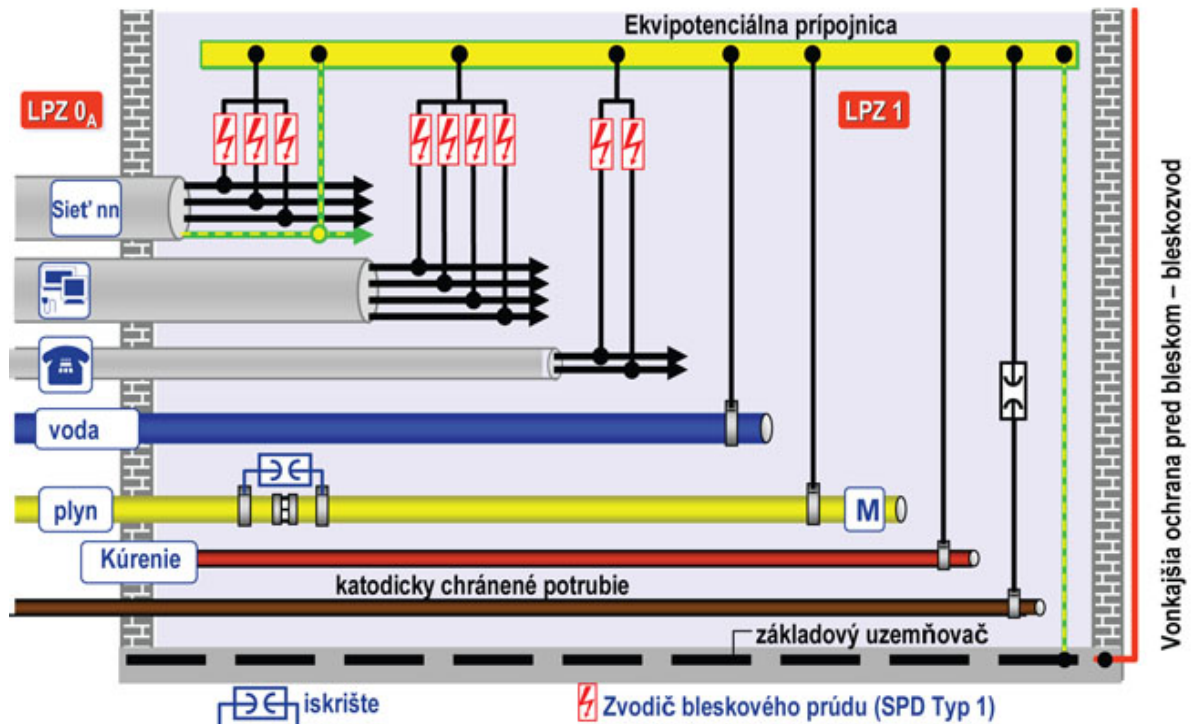 Ekvipotenciálna prípojnica
LPZ 0A
LPZ 1
Sieť nn
voda
plyn
M
Kúrenie
katodicky chránené potrubie
základový uzemňovač
iskrište
Zvodič bleskového prúdu (SPD Typ 1)
Vonkajšia ochrana pred bleskom – bleskozvod